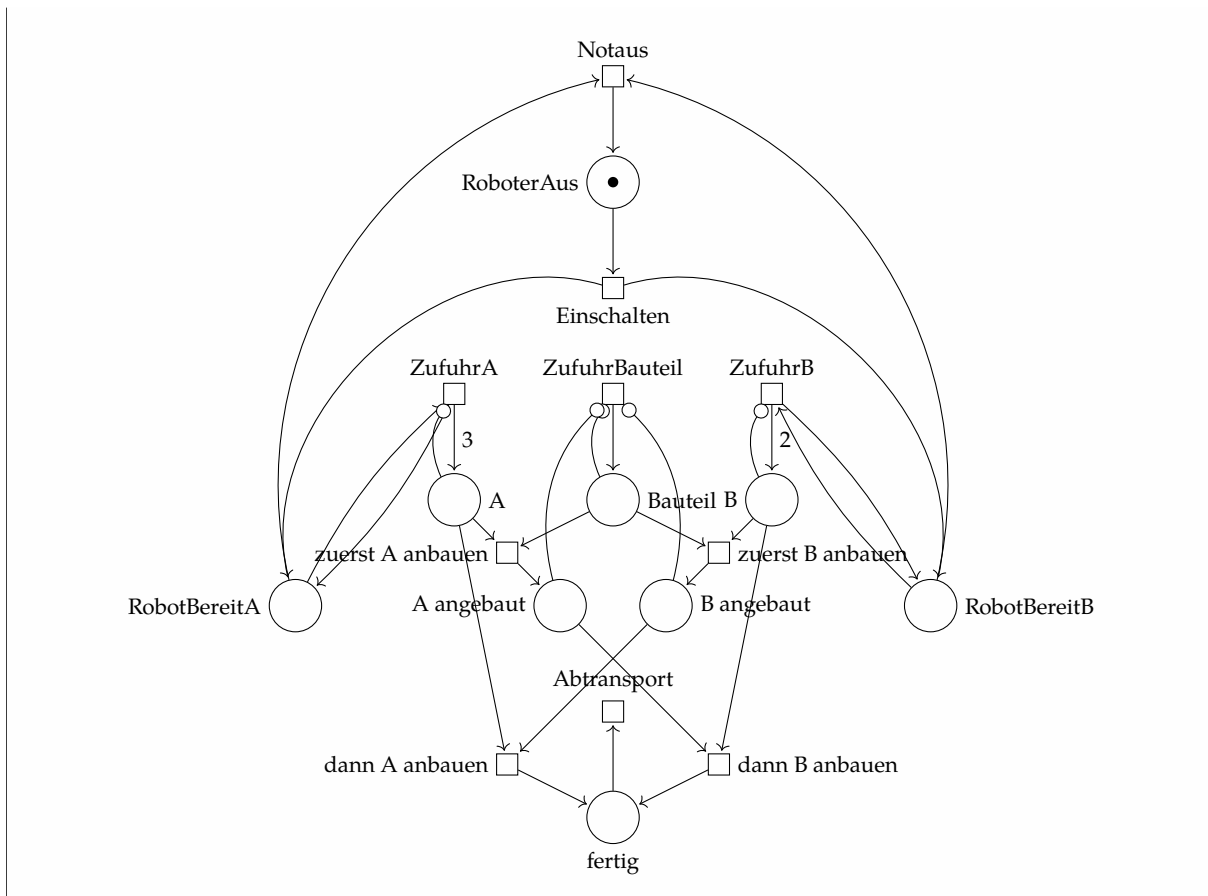 Notaus
RoboterAus
Einschalten
ZufuhrA
ZufuhrBauteil
ZufuhrB
3
2
A
Bauteil
B
zuerst A anbauen
zuerst B anbauen
RobotBereitA
A angebaut
B angebaut
RobotBereitB
Abtransport
dann A anbauen
dann B anbauen
fertig